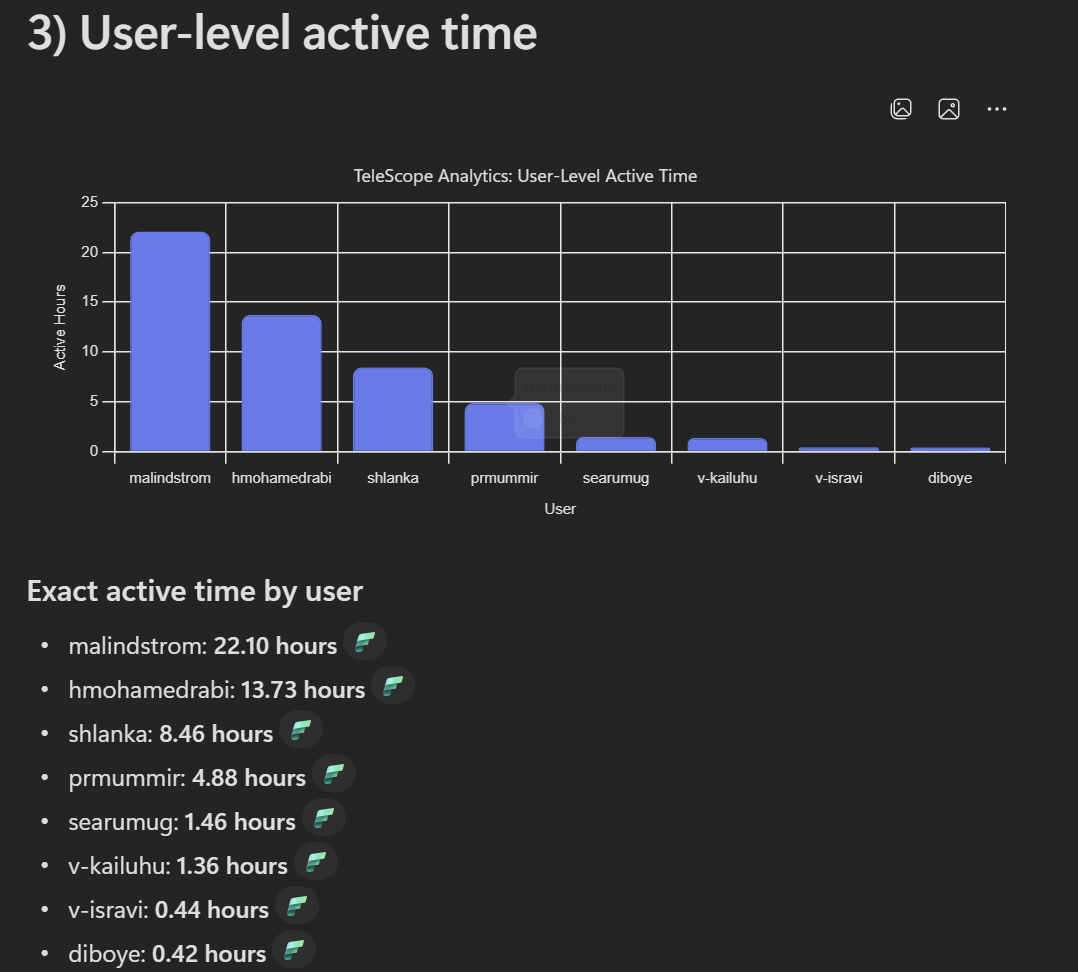 3) User-level active time
TeleScope Analytics: User-Level Active Time
25
20
15
10
5
0
Active Hours
malindstrom hmohamedrabi shlanka prmummir searumug v-kailuhu v-isravi diboye
User
Exact active time by user
• malindstrom: 22.10 hours
• hmohamedrabi: 13.73 hours
• shlanka: 8.46 hours
• prmummir: 4.88 hours
• searumug: 1.46 hours
• v-kailuhu: 1.36 hours
• v-isravi: 0.44 hours
• diboye: 0.42 hours